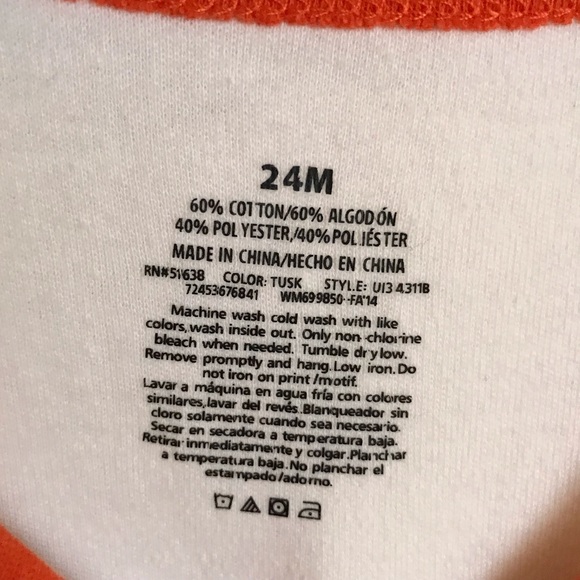 24M
60% COTTON/60% ALGODÓN
40% POLYESTER,/40% POLIÉSTER
MADE IN CHINA/HECHO EN CHINA
RN#51638 COLOR: TUSK STYLE: UI34311B
72453676841 WM699850-FA'14
Machine wash cold wash with like
colors,wash inside out. Only non-chlorine
bleach when needed. Tumble dry low.
Remove promptly and hang. Low iron. Do
not iron on print/motif.
Lavar a máquina en agua fría con colores
similares,lavar del revés.Blanqueador sin
cloro solamente cuando sea necesario.
Secar en secadora a temperatura baja.
Retirar inmediatamente y colgar.Planchar
a temperatura baja.No planchar el
estampado/adorno.